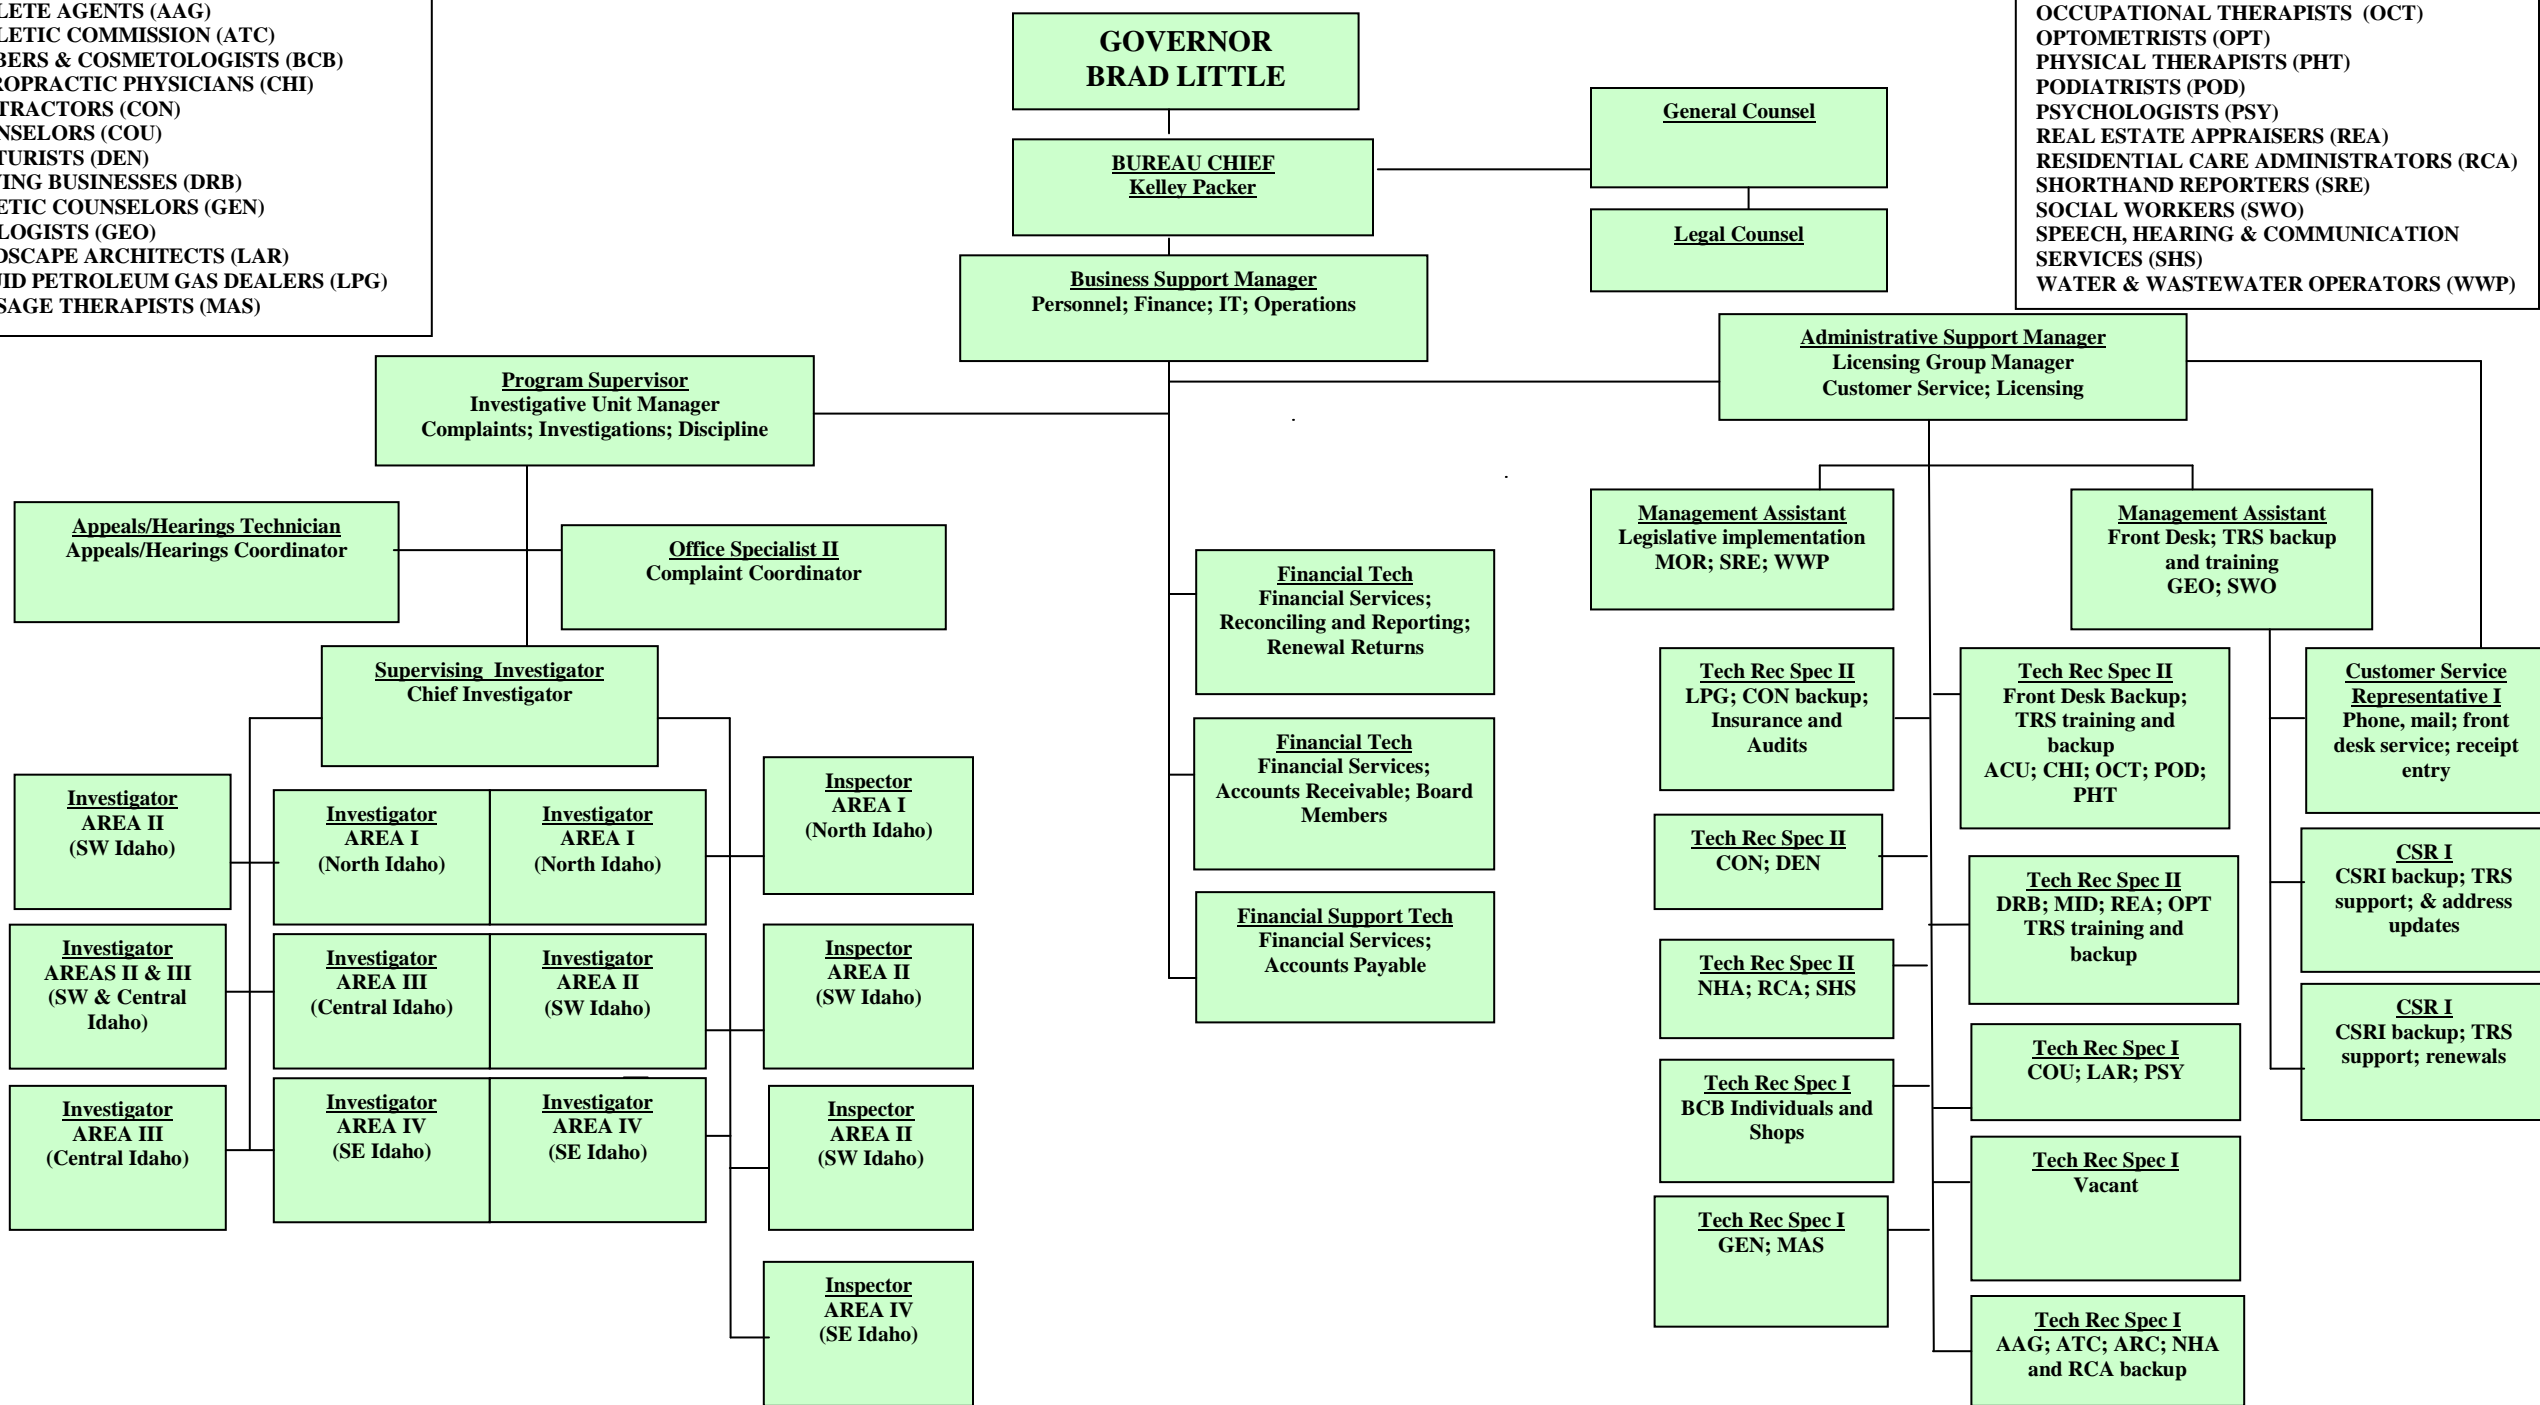 AGENTS (AAG)
COMMISSION (ATC)
& COSMETOLOGISTS (BCB)
PHYSICIANS (CHI)
(CON)
(COU)
(DEN)
BUSINESSES (DRB)
COUNSELORS (GEN)
(GEO)
ARCHITECTS (LAR)
PETROLEUM GAS DEALERS (LPG)
THERAPISTS (MAS)
GOVERNOR
BRAD LITTLE
BUREAU CHIEF
Kelley Packer
General Counsel
Legal Counsel
OCCUPATIONAL THERAPISTS (OCT)
OPTOMETRISTS (OPT)
PHYSICAL THERAPISTS (PHT)
PODIATRISTS (POD)
PSYCHOLOGISTS (PSY)
REAL ESTATE APPRAISERS (REA)
RESIDENTIAL CARE ADMINISTRATORS (RCA)
SHORTHAND REPORTERS (SRE)
SOCIAL WORKERS (SWO)
SPEECH, HEARING & COMMUNICATION
SERVICES (SHS)
WATER & WASTEWATER OPERATORS (WWP)
Business Support Manager
Personnel; Finance; IT; Operations
Program Supervisor
Investigative Unit Manager
Complaints; Investigations; Discipline
Administrative Support Manager
Licensing Group Manager
Customer Service; Licensing
Appeals/Hearings Technician
Appeals/Hearings Coordinator
Office Specialist II
Complaint Coordinator
Supervising Investigator
Chief Investigator
Investigator
AREA II
(SW Idaho)
Investigator
AREA I
(North Idaho)
Investigator
AREA I
(North Idaho)
Inspector
AREA I
(North Idaho)
Investigator
AREAS II & III
(SW & Central
Idaho)
Investigator
AREA III
(Central Idaho)
Investigator
AREA II
(SW Idaho)
Inspector
AREA II
(SW Idaho)
Investigator
AREA III
(Central Idaho)
Investigator
AREA IV
(SE Idaho)
Investigator
AREA IV
(SE Idaho)
Inspector
AREA II
(SW Idaho)
Inspector
AREA IV
(SE Idaho)
Financial Tech
Financial Services;
Reconciling and Reporting;
Renewal Returns
Financial Tech
Financial Services;
Accounts Receivable; Board
Members
Financial Support Tech
Financial Services;
Accounts Payable
Management Assistant
Legislative implementation
MOR; SRE; WWP
Management Assistant
Front Desk; TRS backup
and training
GEO; SWO
Tech Rec Spec II
LPG; CON backup;
Insurance and
Audits
Tech Rec Spec II
CON; DEN
Tech Rec Spec II
NHA; RCA; SHS
Tech Rec Spec I
BCB Individuals and
Shops
Tech Rec Spec I
GEN; MAS
Tech Rec Spec II
Front Desk Backup;
TRS training and
backup
ACU; CHI; OCT; POD;
PHT
Tech Rec Spec II
DRB; MID; REA; OPT
TRS training and
backup
Tech Rec Spec I
COU; LAR; PSY
Tech Rec Spec I
Vacant
Tech Rec Spec I
AAG; ATC; ARC; NHA
and RCA backup
Customer Service
Representative I
Phone, mail; front
desk service; receipt
entry
CSR I
CSRI backup; TRS
support; & address
updates
CSR I
CSRI backup; TRS
support; renewals